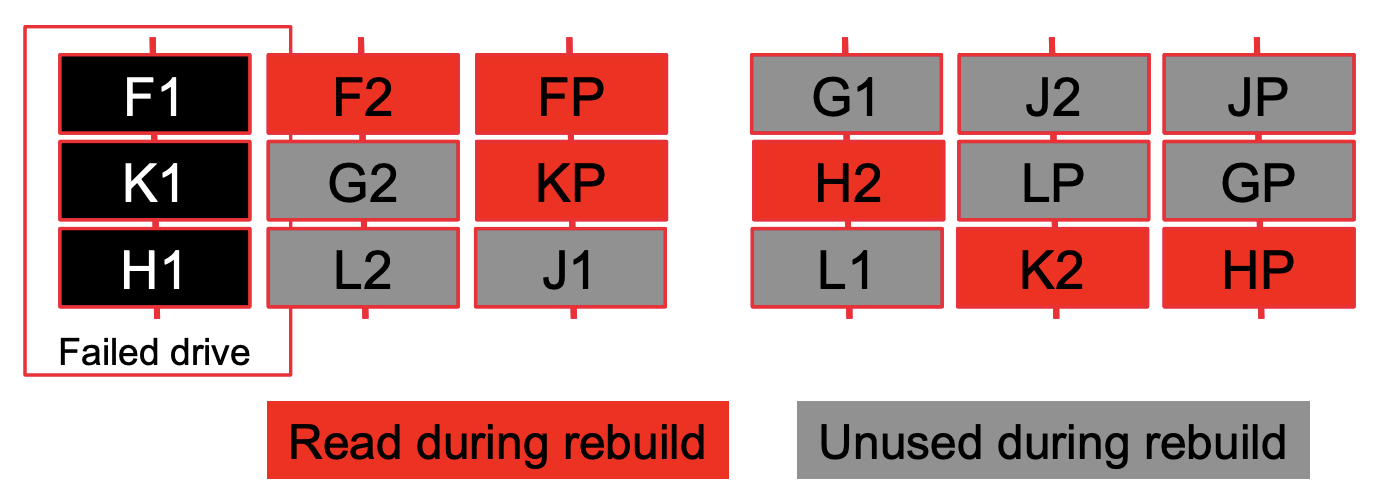 F1 F2 FP G1 J2 JP
K1 G2 KP H2 LP GP
H1 L2 J1 L1 K2 HP
Failed drive
Read during rebuild Unused during rebuild